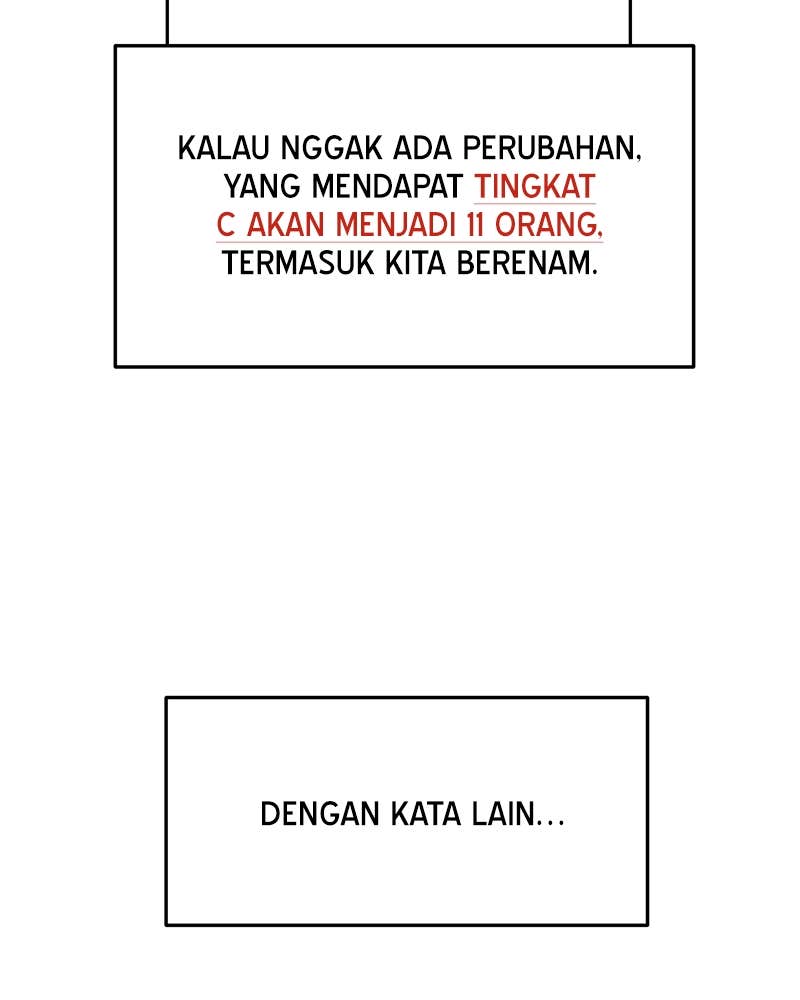 KALAU NGGAK ADA PERUBAHAN,
YANG MENDAPAT TINGKAT
C AKAN MENJADI 11 ORANG,
TERMASUK KITA BERENAM.
DENGAN KATA LAIN...